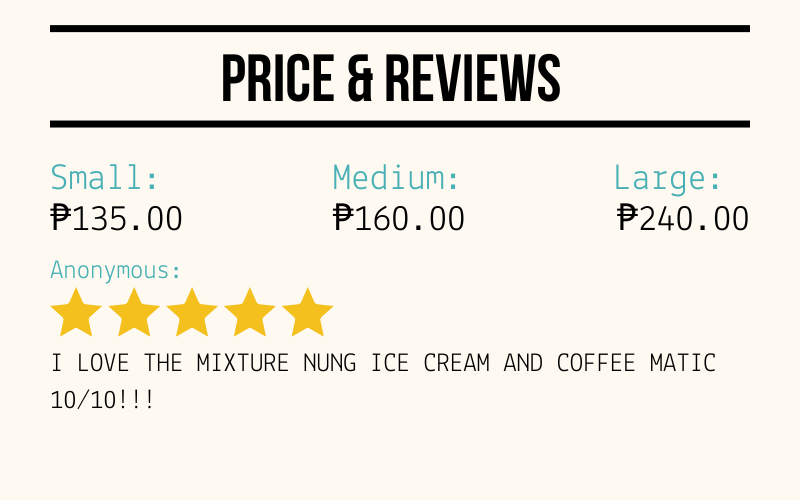 PRICE & REVIEWS
Small: Medium: Large:
₱135.00 ₱160.00 ₱240.00
Anonymous:
I LOVE THE MIXTURE NUNG ICE CREAM AND COFFEE MATIC
10/10!!!